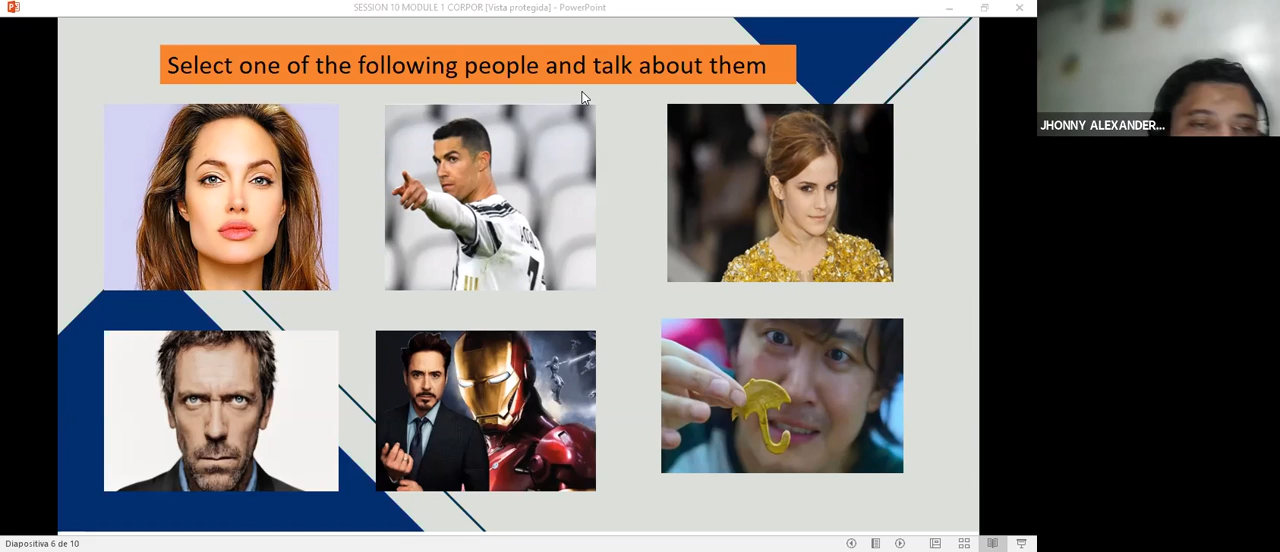 SESSION 10 MODULE 1 CORPOR [Vista protegida] - PowerPoint
Select one of the following people and talk about them
JHONNY ALEXANDER...
7
Diapositiva 6 de 10